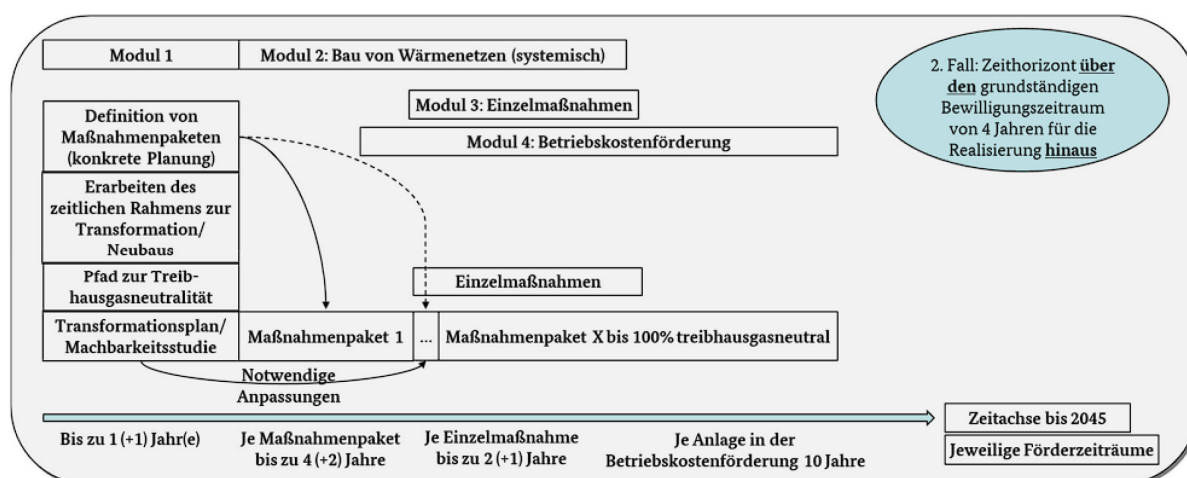 Modul 1
Modul 2: Bau von Wärmenetzen (systemisch)
2. Fall: Zeithorizont über
den grundständigen
Bewilligungszeitraum
von 4 Jahren für die
Realisierung hinaus
Modul 3: Einzelmaßnahmen
Modul 4: Betriebskostenförderung
Definition von
Maßnahmenpaketen
(konkrete Planung)
Erarbeiten des
zeitlichen Rahmens zur
Transformation/
Neubaus
Pfad zur Treib-
hausgasneutralität
Einzelmaßnahmen
Transformationsplan/
Machbarkeitsstudie
Maßnahmenpaket 1
...
Maßnahmenpaket X bis 100% treibhausgasneutral
Notwendige
Anpassungen
Zeitachse bis 2045
Bis zu 1 (+1) Jahr(e)
Je Maßnahmenpaket
bis zu 4 (+2) Jahre
Je Einzelmaßnahme
bis zu 2 (+1) Jahre
Je Anlage in der
Betriebskostenförderung 10 Jahre
Jeweilige Förderzeiträume